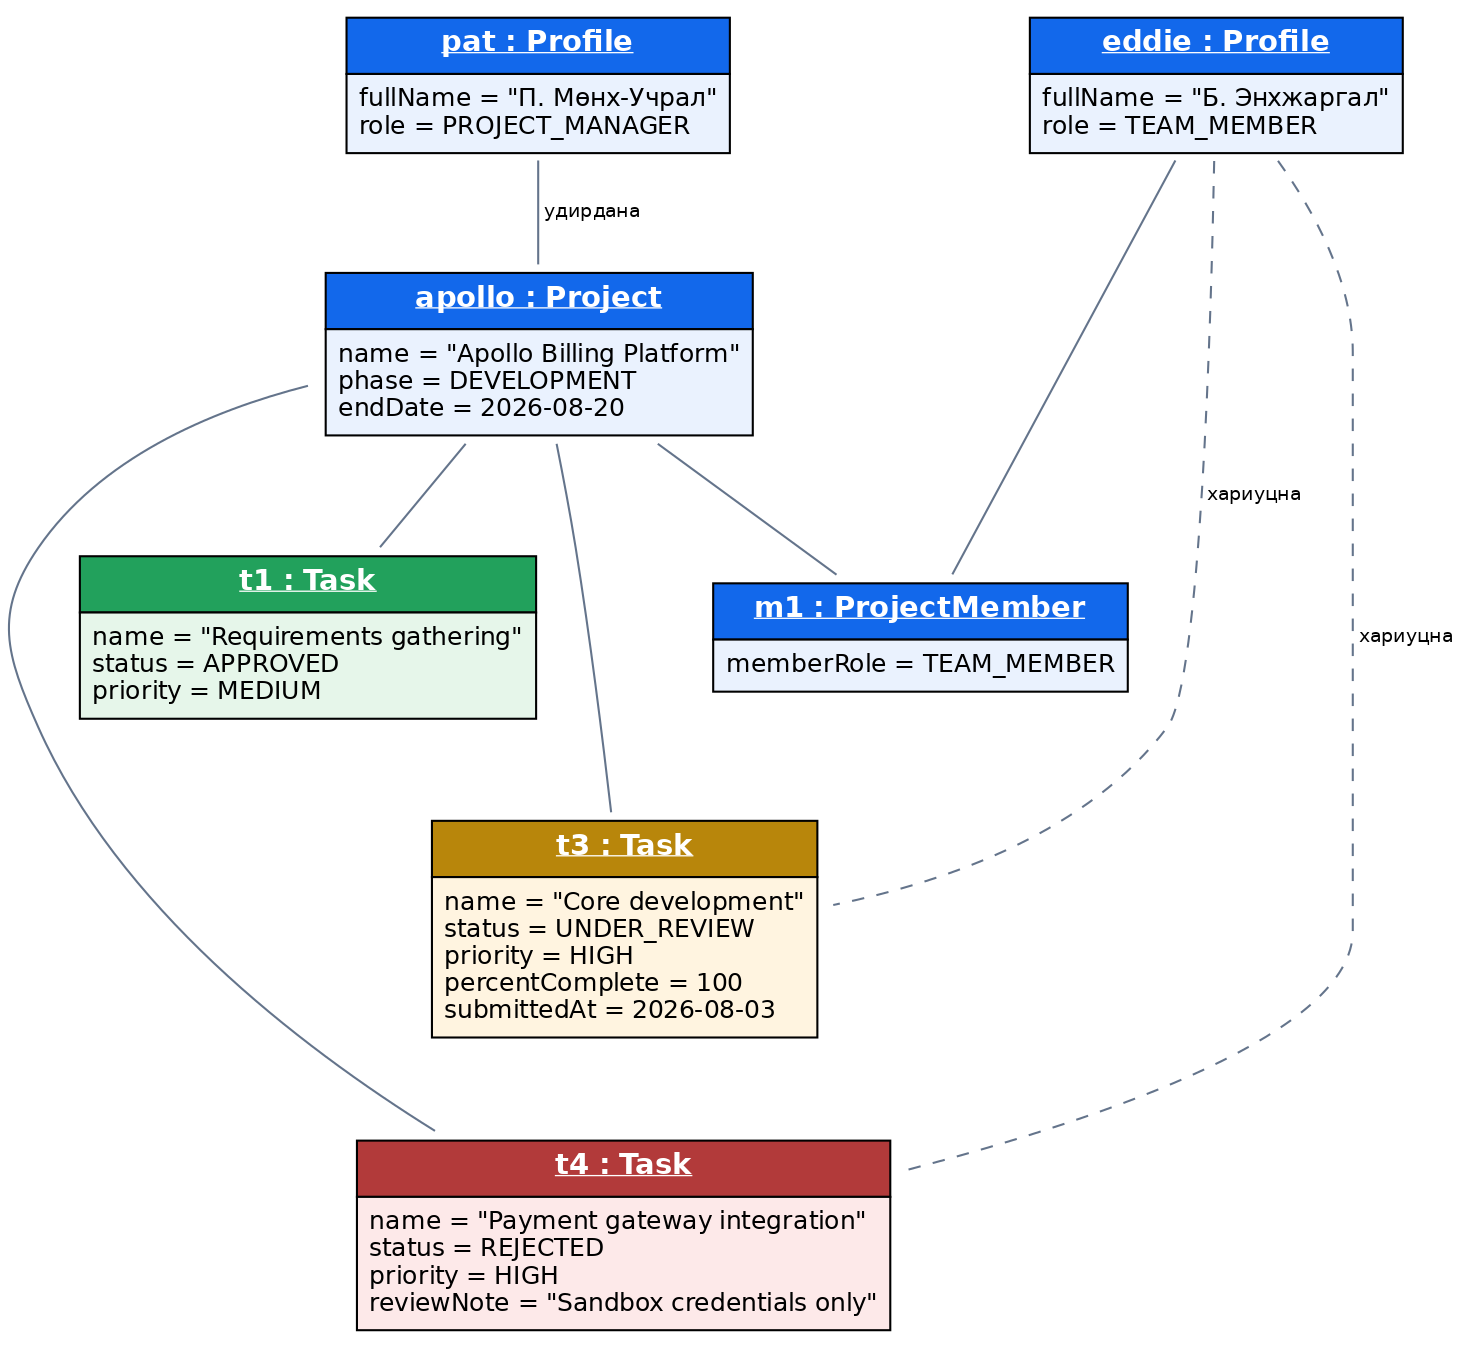 pat : Profile
fullName = "П. Мөнх-Учрал"
role = PROJECT_MANAGER
eddie : Profile
fullName = "Б. Энхжаргал"
role = TEAM_MEMBER
удирдана
apollo : Project
name = "Apollo Billing Platform"
phase = DEVELOPMENT
endDate = 2026-08-20
хариуцна
t1 : Task
name = "Requirements gathering"
status = APPROVED
priority = MEDIUM
m1 : ProjectMember
memberRole = TEAM_MEMBER
хариуцна
t3 : Task
name = "Core development"
status = UNDER_REVIEW
priority = HIGH
percentComplete = 100
submittedAt = 2026-08-03
t4 : Task
name = "Payment gateway integration"
status = REJECTED
priority = HIGH
reviewNote = "Sandbox credentials only"